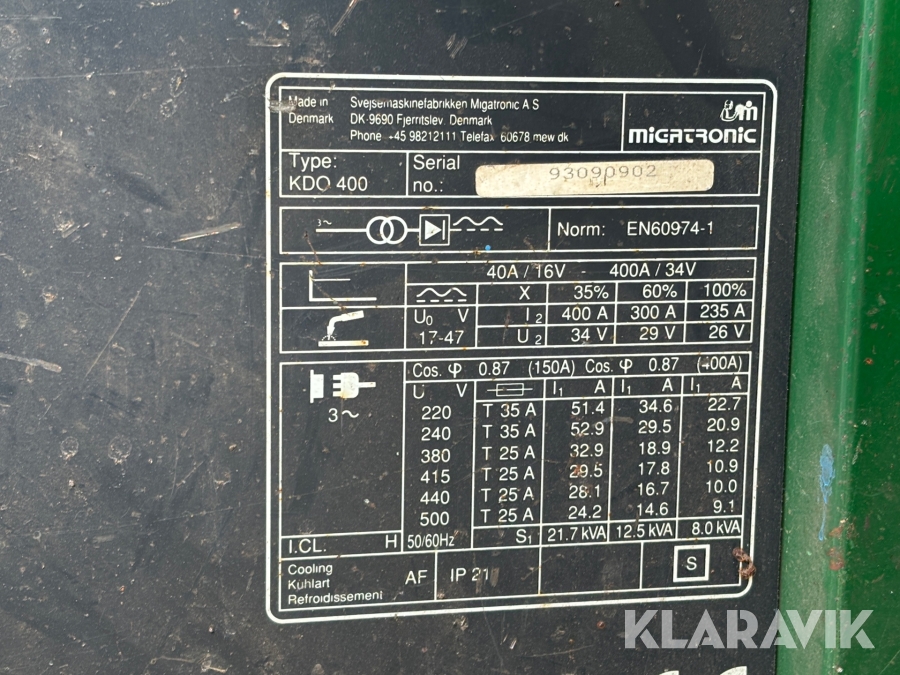 Made in Svejsemaskinefabrikken Migatronic A S
Denmark DK-9690 Fjerritslev. Denmark
Phone +45 98212111 Telefax 60678 mew dk
MIGATRONIC
Type: Serial
KDO 400 no.: 93090902
3~ Norm: EN60974-1
40A / 16V - 400A / 34V
X 35% 60% 100%
U0 V I2 400 A 300 A 235 A
17-47 U2 34 V 29 V 26 V
Cos. φ 0.87 (150A) Cos. φ 0.87 (400A)
U V I1 A I1 A I1 A
3~ 220 T 35 A 51.4 34.6 22.7
240 T 35 A 52.9 29.5 20.9
380 T 25 A 32.9 18.9 12.2
415 T 25 A 29.5 17.8 10.9
440 T 25 A 28.1 16.7 10.0
500 T 25 A 24.2 14.6 9.1
I.CL. H 50/60Hz S1 21.7 kVA 12.5 kVA 8.0 kVA
Cooling
Kuhlart AF IP 21 S
Refroidissement
KLARAVIK